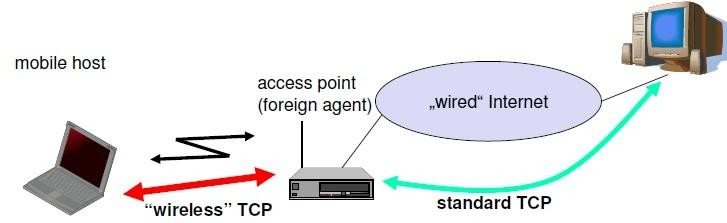 mobile host
access point
(foreign agent)
„wired“ Internet
“wireless” TCP
standard TCP